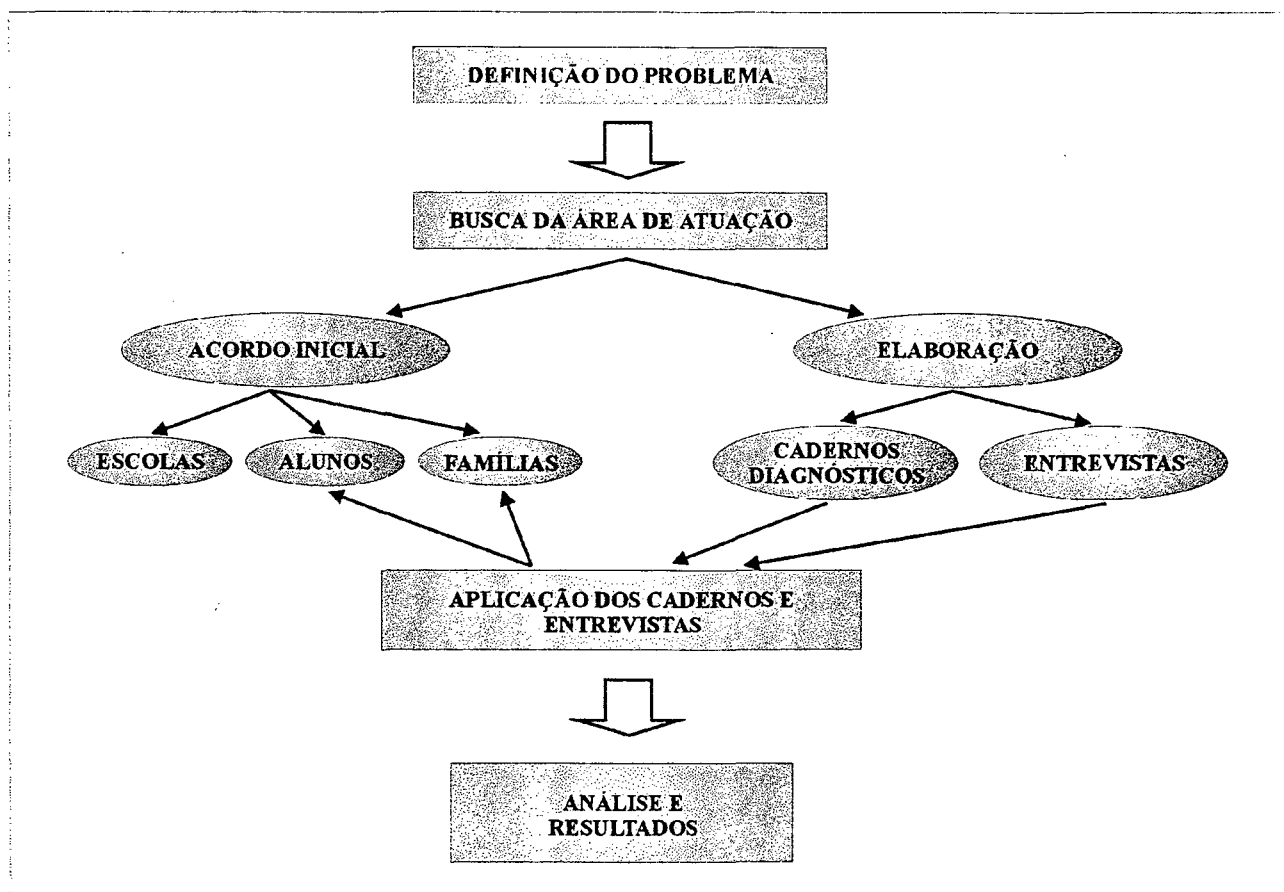 DEFINIÇÃO DO PROBLEMA
BUSCA DA ÁREA DE ATUAÇÃO
ACORDO INICIAL
ELABORAÇÃO
ESCOLAS
ALUNOS
FAMÍLIAS
CADERNOS
DIAGNÓSTICOS
ENTREVISTAS
APLICAÇÃO DOS CADERNOS E
ENTREVISTAS
ANÁLISE E
RESULTADOS